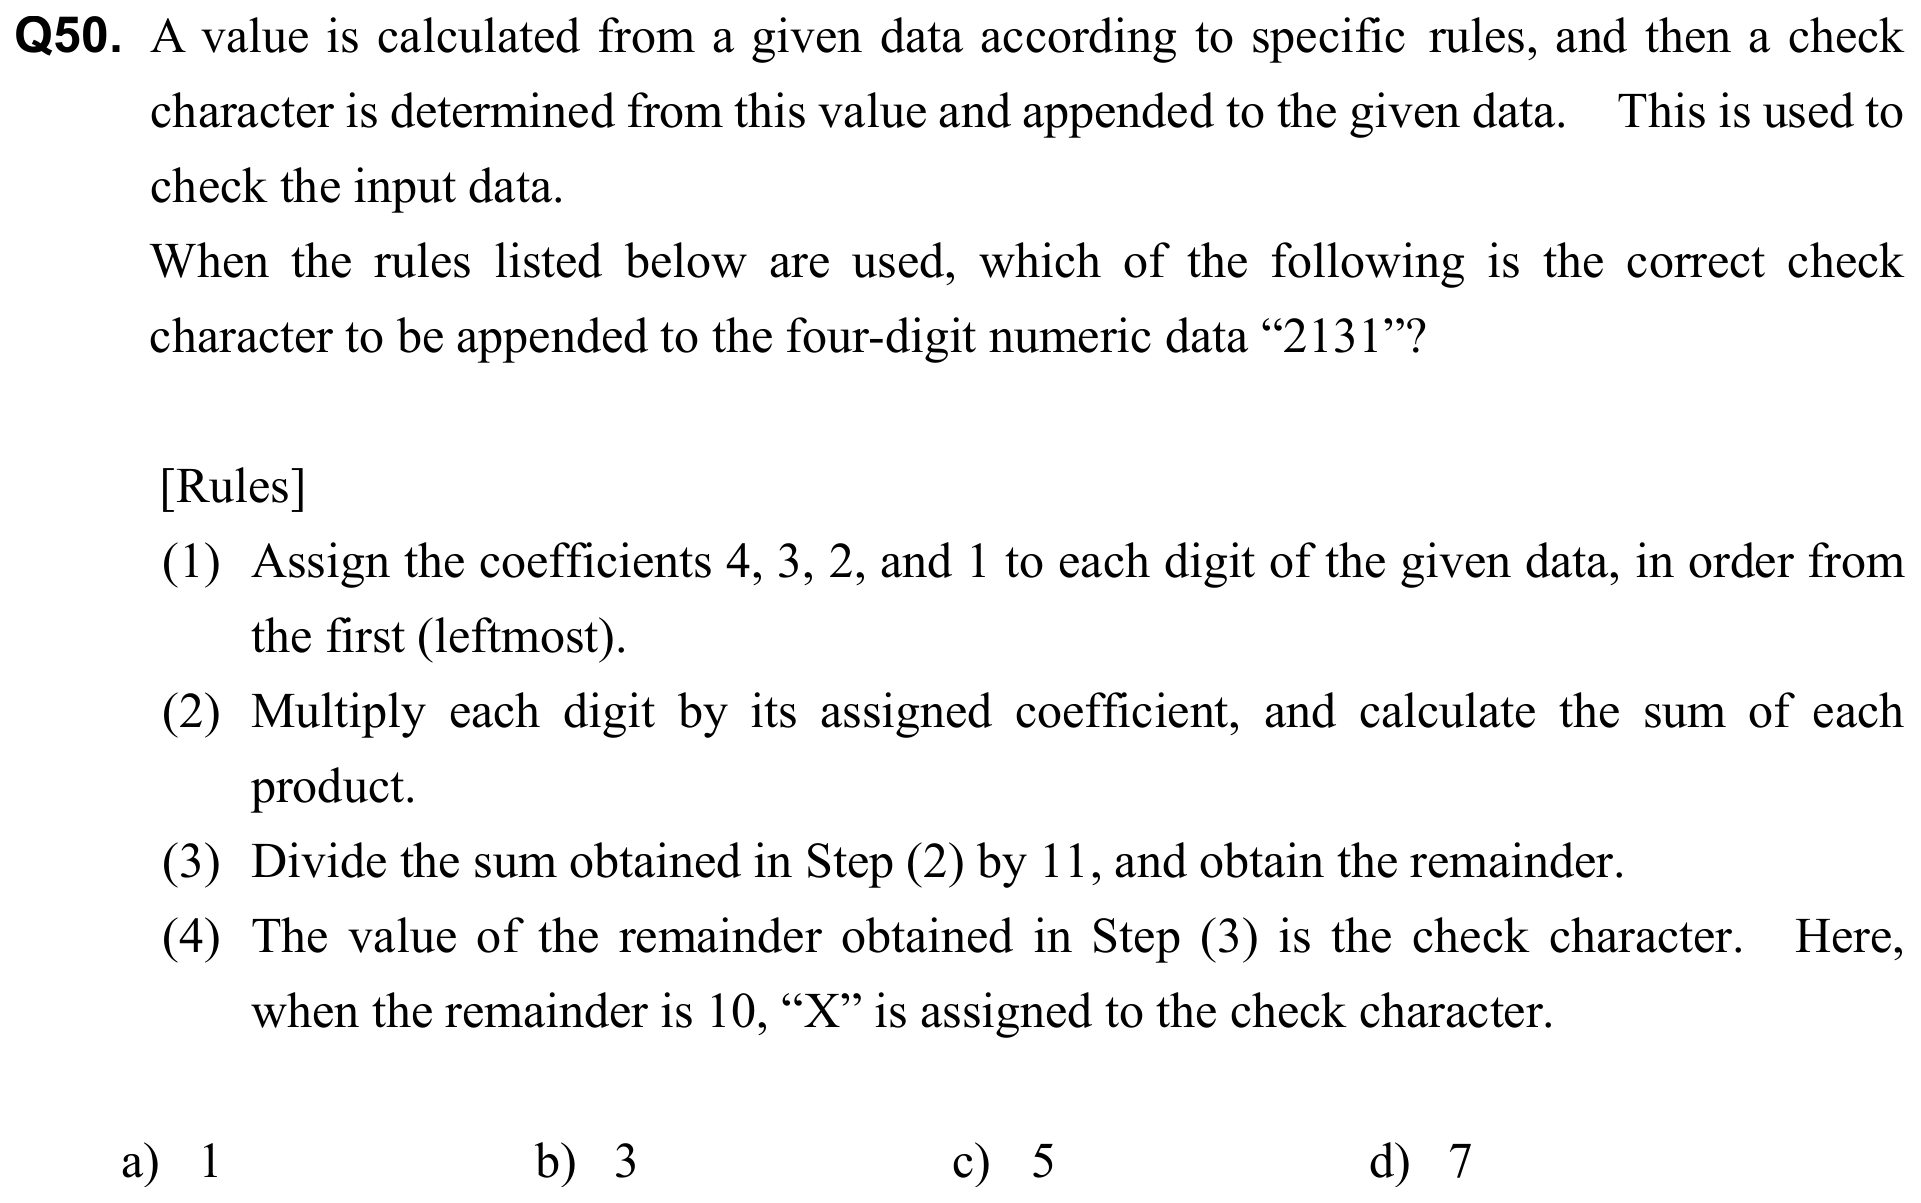 Q50. A value is calculated from a given data according to specific rules, and then a check
character is determined from this value and appended to the given data. This is used to
check the input data.
When the rules listed below are used, which of the following is the correct check
character to be appended to the four-digit numeric data “2131”?
[Rules]
(1) Assign the coefficients 4, 3, 2, and 1 to each digit of the given data, in order from
the first (leftmost).
(2) Multiply each digit by its assigned coefficient, and calculate the sum of each
product.
(3) Divide the sum obtained in Step (2) by 11, and obtain the remainder.
(4) The value of the remainder obtained in Step (3) is the check character. Here,
when the remainder is 10, “X” is assigned to the check character.
a) 1 b) 3 c) 5 d) 7